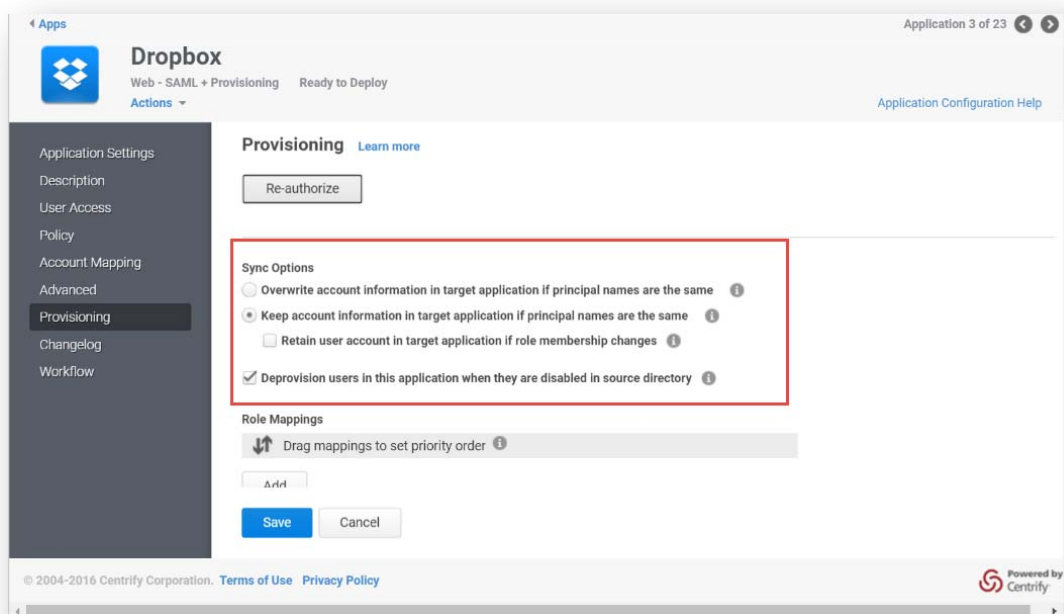 Apps
Application 3 of 23
Dropbox
Web - SAML + Provisioning Ready to Deploy
Actions
Application Configuration Help
Application Settings
Description
User Access
Policy
Account Mapping
Advanced
Provisioning
Changelog
Workflow
Provisioning Learn more
Re-authorize
Sync Options
Overwrite account information in target application if principal names are the same
Keep account information in target application if principal names are the same
Retain user account in target application if role membership changes
Deprovision users in this application when they are disabled in source directory
Role Mappings
Drag mappings to set priority order
Add
Save Cancel
© 2004-2016 Centrify Corporation. Terms of Use Privacy Policy
Powered by
Centrify